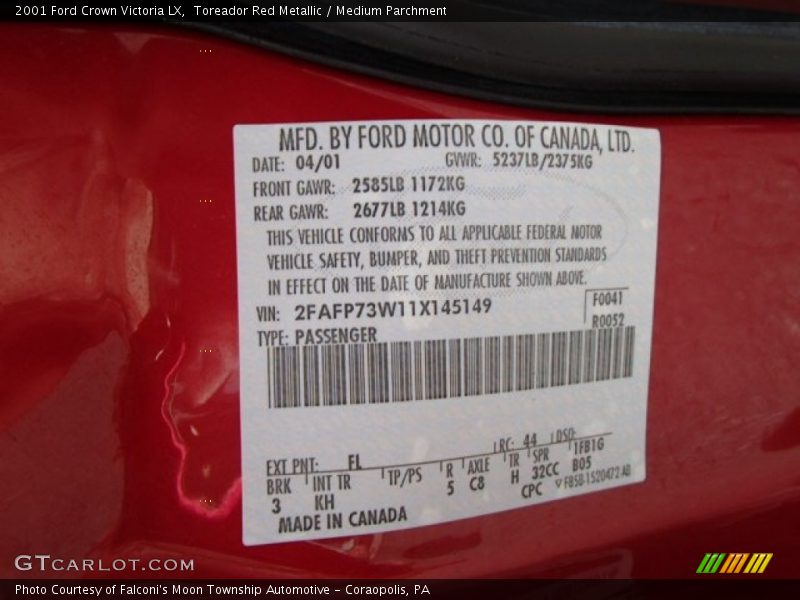 2001 Ford Crown Victoria LX, Toreador Red Metallic / Medium Parchment
MFD. BY FORD MOTOR CO. OF CANADA, LTD.
DATE: 04/01 GVWR: 5237LB/2375KG
FRONT GAWR: 2585LB 1172KG
REAR GAWR: 2677LB 1214KG
THIS VEHICLE CONFORMS TO ALL APPLICABLE FEDERAL MOTOR
VEHICLE SAFETY, BUMPER, AND THEFT PREVENTION STANDARDS
IN EFFECT ON THE DATE OF MANUFACTURE SHOWN ABOVE.
VIN: 2FAFP73W11X145149 F0041
TYPE: PASSENGER R0052
LRC: 44 DSO:
EXT PNT: FL 1FB1G
BRK INT TR TP/PS R AXLE TR SPR B05
3 KH 5 C8 H 32CC
CPC F85B-1520472-AB
MADE IN CANADA
GTCARLOT.COM
Photo Courtesy of Falconi's Moon Township Automotive - Coraopolis, PA